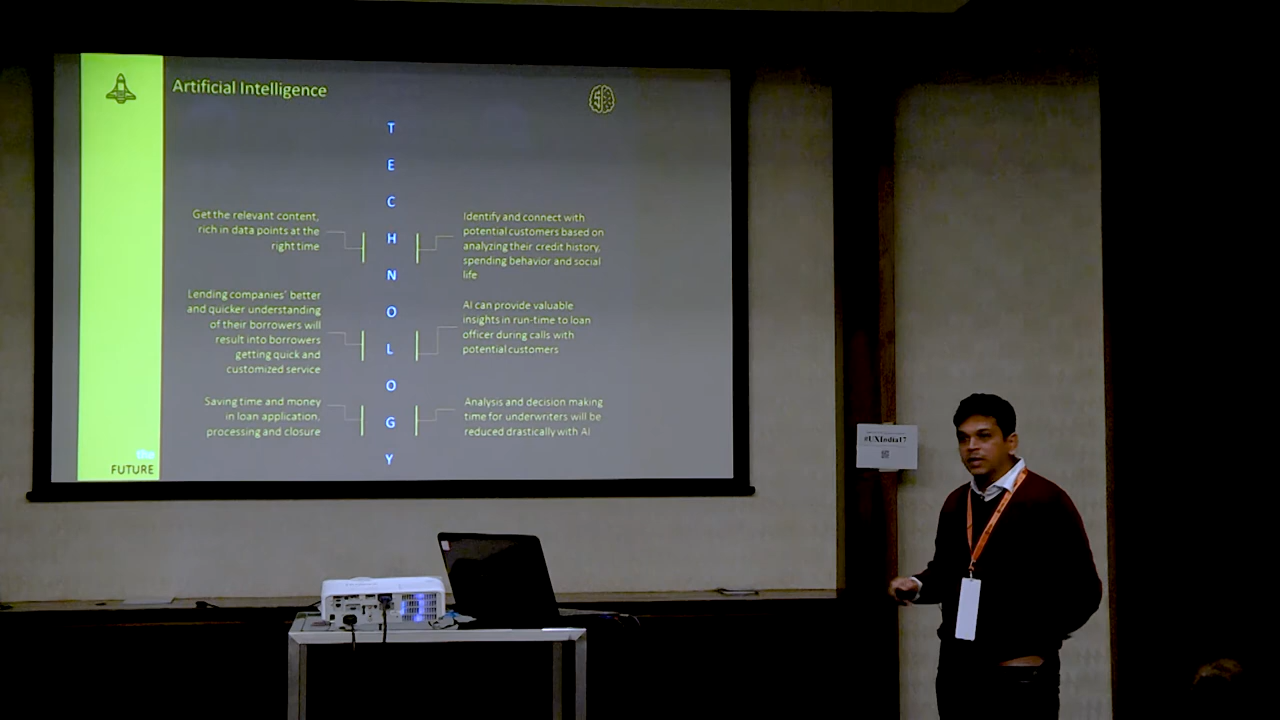 Artificial Intelligence
T
E
C
H
N
O
L
O
G
Y
Get the relevant content,
rich in data points at the
right time
Lending companies' better
and quicker understanding
of their borrowers will
result into borrowers
getting quick and
customized service
Saving time and money
in loan application,
processing and closure
Identify and connect with
potential customers based on
analyzing their credit history,
spending behavior and social
life
AI can provide valuable
insights in run-time to loan
officer during calls with
potential customers
Analysis and decision making
time for underwriters will be
reduced drastically with AI
the
FUTURE
#UXIndia17